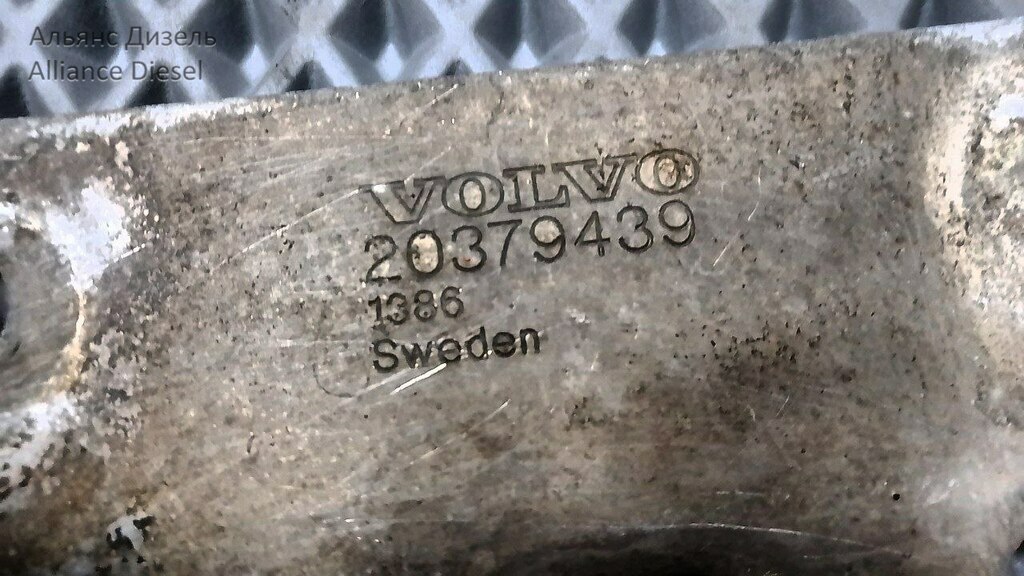 Альянс Дизель
Alliance Diesel
VOLVO
20379439
1386
Sweden